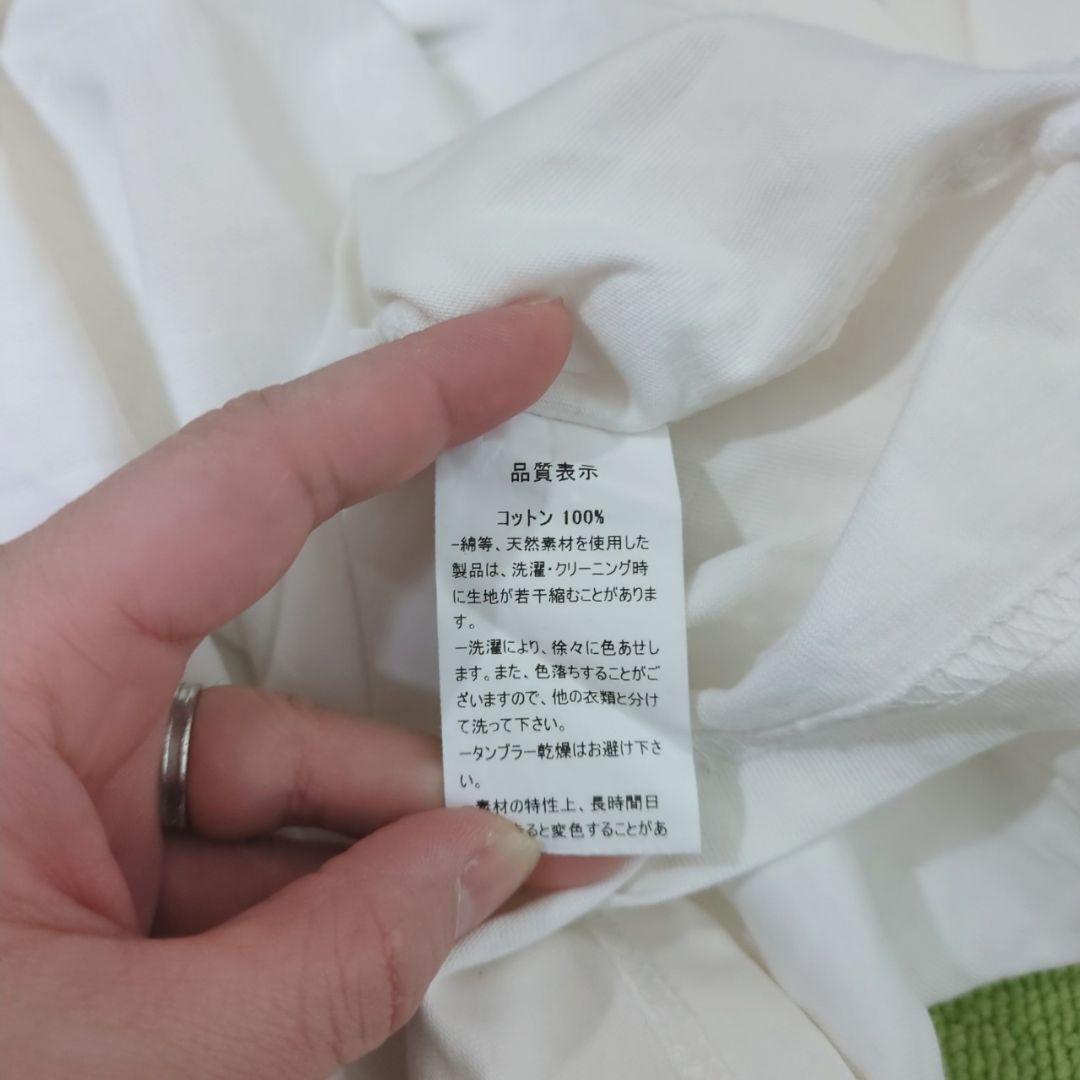 品質表示
コットン 100%
-綿等、天然素材を使用した
製品は、洗濯・クリーニング時
に生地が若干縮むことがありま
す。
-洗濯により、徐々に色あせし
ます。また、色落ちすることがご
ざいますので、他の衣類と分け
て洗って下さい。
-タンブラー乾燥はお避け下さ
い。
素材の特性上、長時間日
ると変色することがあ